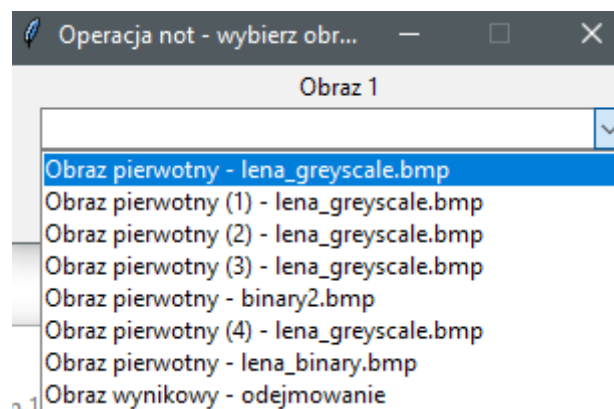 Operacja not - wybierz obr...
Obraz 1
Obraz pierwotny - lena_greyscale.bmp
Obraz pierwotny (1) - lena_greyscale.bmp
Obraz pierwotny (2) - lena_greyscale.bmp
Obraz pierwotny (3) - lena_greyscale.bmp
Obraz pierwotny - binary2.bmp
Obraz pierwotny (4) - lena_greyscale.bmp
Obraz pierwotny - lena_binary.bmp
Obraz wynikowy - odejmowanie